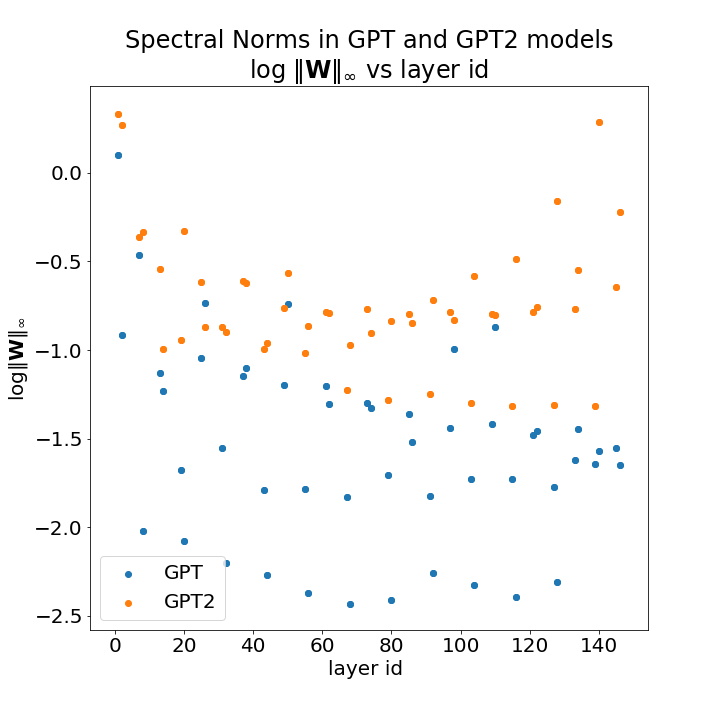 Spectral Norms in GPT and GPT2 models
log ‖W‖∞ vs layer id
log‖W‖∞
0.0
−0.5
−1.0
−1.5
−2.0
−2.5
GPT
GPT2
0 20 40 60 80 100 120 140
layer id